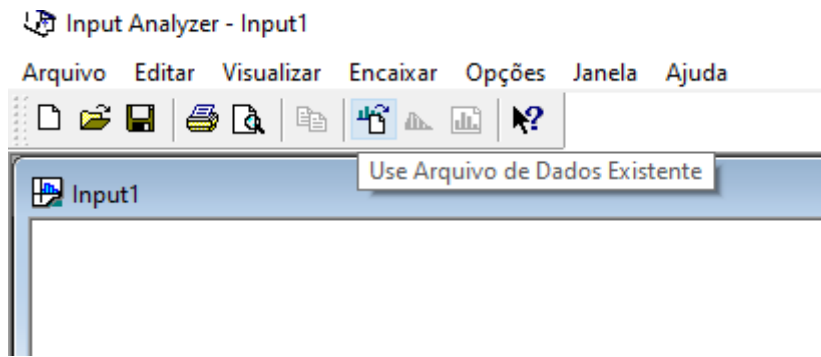 Input Analyzer - Input1
Arquivo Editar Visualizar Encaixar Opções Janela Ajuda
Use Arquivo de Dados Existente
Input1